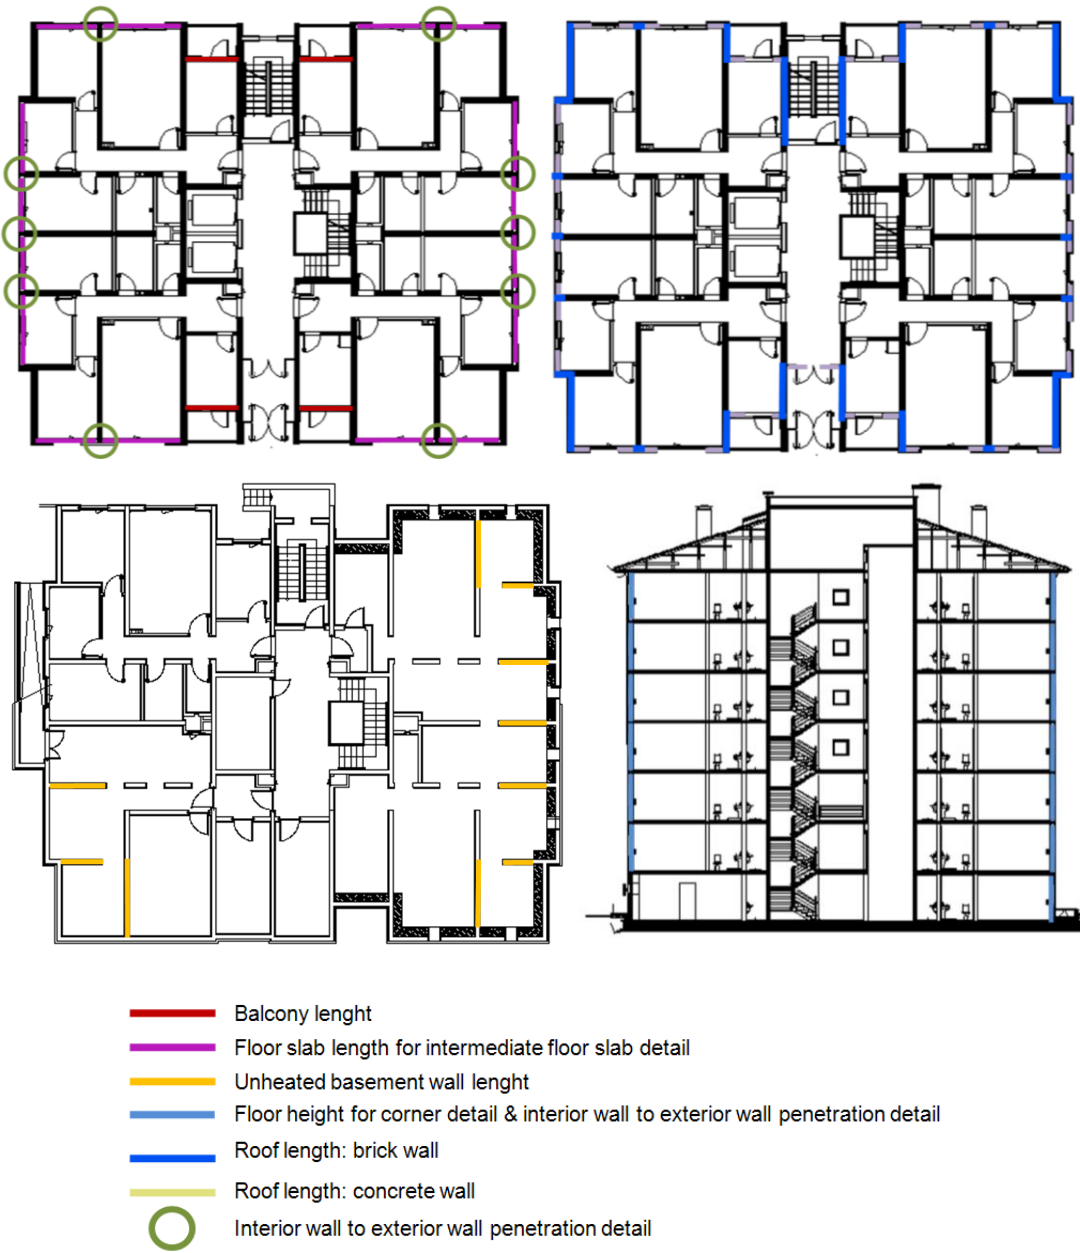 Balcony lenght
Floor slab length for intermediate floor slab detail
Unheated basement wall lenght
Floor height for corner detail & interior wall to exterior wall penetration detail
Roof length: brick wall
Roof length: concrete wall
Interior wall to exterior wall penetration detail